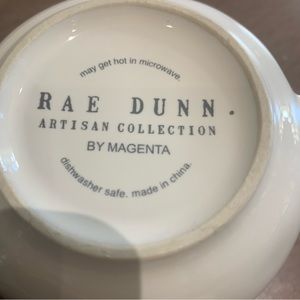 may get hot in microwave.
RAE DUNN.
ARTISAN COLLECTION
BY MAGENTA
dishwasher safe. made in china.